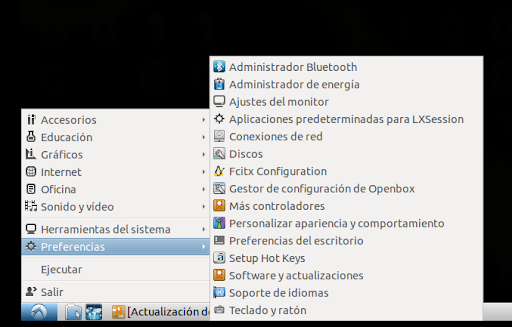 Accesorios
Educación
Gráficos
Internet
Oficina
Sonido y vídeo
Herramientas del sistema
Preferencias
Ejecutar
Salir
Administrador Bluetooth
Administrador de energía
Ajustes del monitor
Aplicaciones predeterminadas para LXSession
Conexiones de red
Discos
Fcitx Configuration
Gestor de configuración de Openbox
Más controladores
Personalizar apariencia y comportamiento
Preferencias del escritorio
Setup Hot Keys
Software y actualizaciones
Soporte de idiomas
Teclado y ratón
[Actualización de